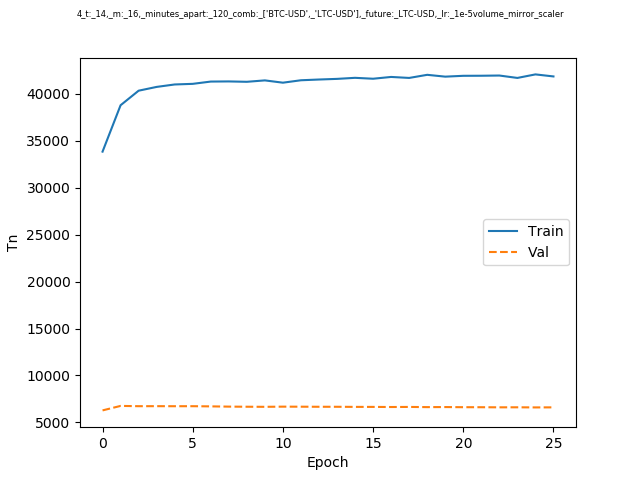 4_t:_14,_m:_16,_minutes_apart:_120_comb:_['BTC-USD',_'LTC-USD'],_future:_LTC-USD,_lr:_1e-5volume_mirror_scaler
40000
35000
30000
25000
20000
15000
10000
5000
Tn
Train
Val
0 5 10 15 20 25
Epoch